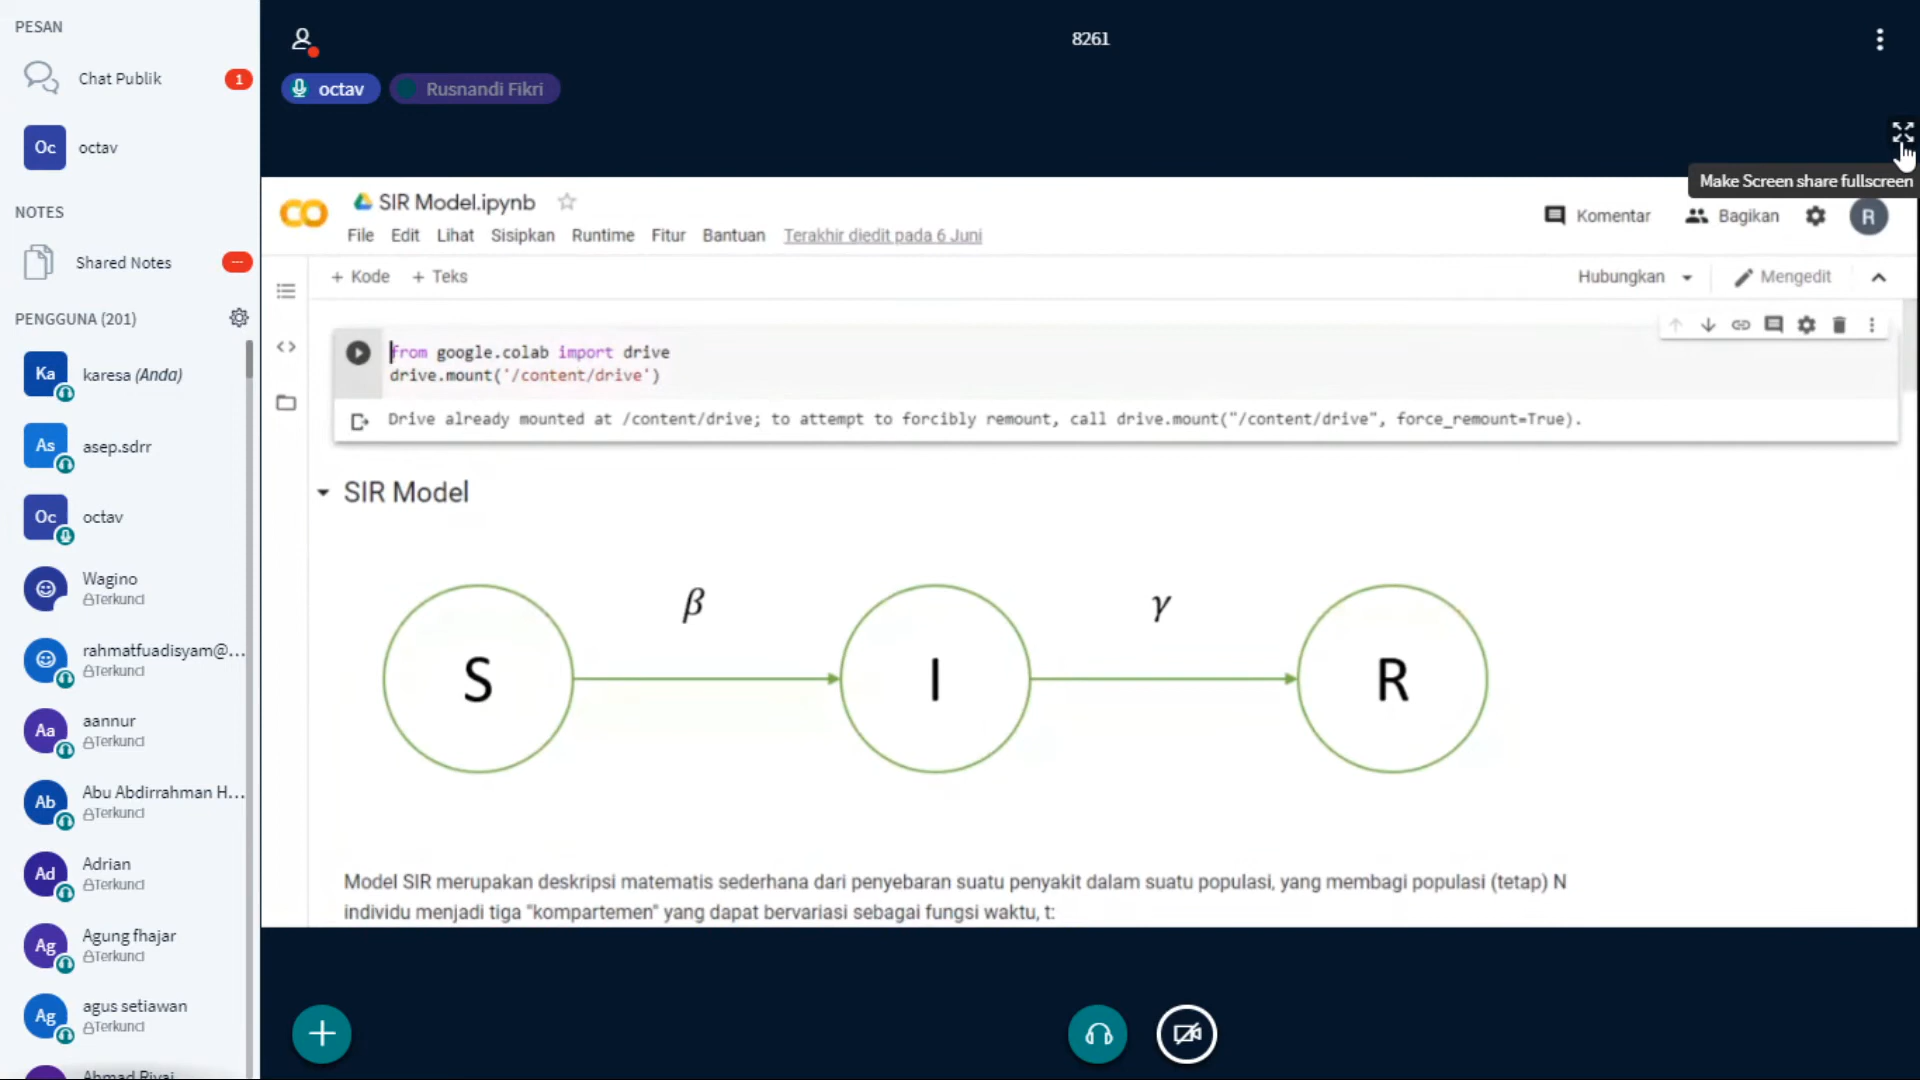 PESAN
Chat Publik
1
Oc
octav
NOTES
Shared Notes
PENGGUNA (201)
Ka
karesa (Anda)
As
asep.sdrr
Oc
octav
Wagino
Terkunci
rahmatfuadisyam@...
Terkunci
Aa
aannur
Terkunci
Ab
Abu Abdirrahman H...
Terkunci
Ad
Adrian
Terkunci
Ag
Agung fhajar
Terkunci
Ag
agus setiawan
Terkunci
8261
octav
Rusnandi Fikri
Make Screen share fullscreen
CO
SIR Model.ipynb
Komentar
Bagikan
R
File Edit Lihat Sisipkan Runtime Fitur Bantuan Terakhir diedit pada 6 Juni
+ Kode + Teks
Hubungkan
Mengedit
from google.colab import drive
drive.mount('/content/drive')
Drive already mounted at /content/drive; to attempt to forcibly remount, call drive.mount("/content/drive", force_remount=True).
SIR Model
β
γ
S
I
R
Model SIR merupakan deskripsi matematis sederhana dari penyebaran suatu penyakit dalam suatu populasi, yang membagi populasi (tetap) N
individu menjadi tiga "kompartemen" yang dapat bervariasi sebagai fungsi waktu, t: